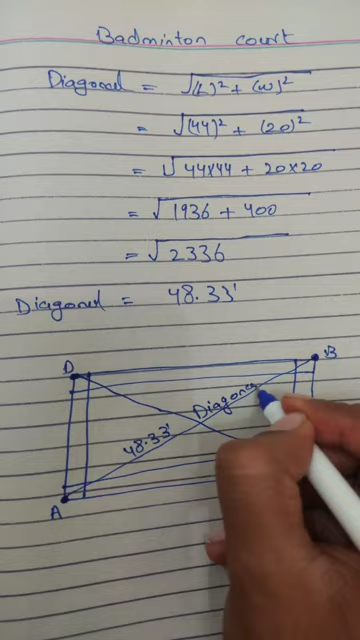 Badminton court
Diagonal = √(L)² + (w)²
= √(44)² + (20)²
= √44×44 + 20×20
= √1936 + 400
= √2336
Diagonal = 48.33'
D
B
Diagona
48.33'
A